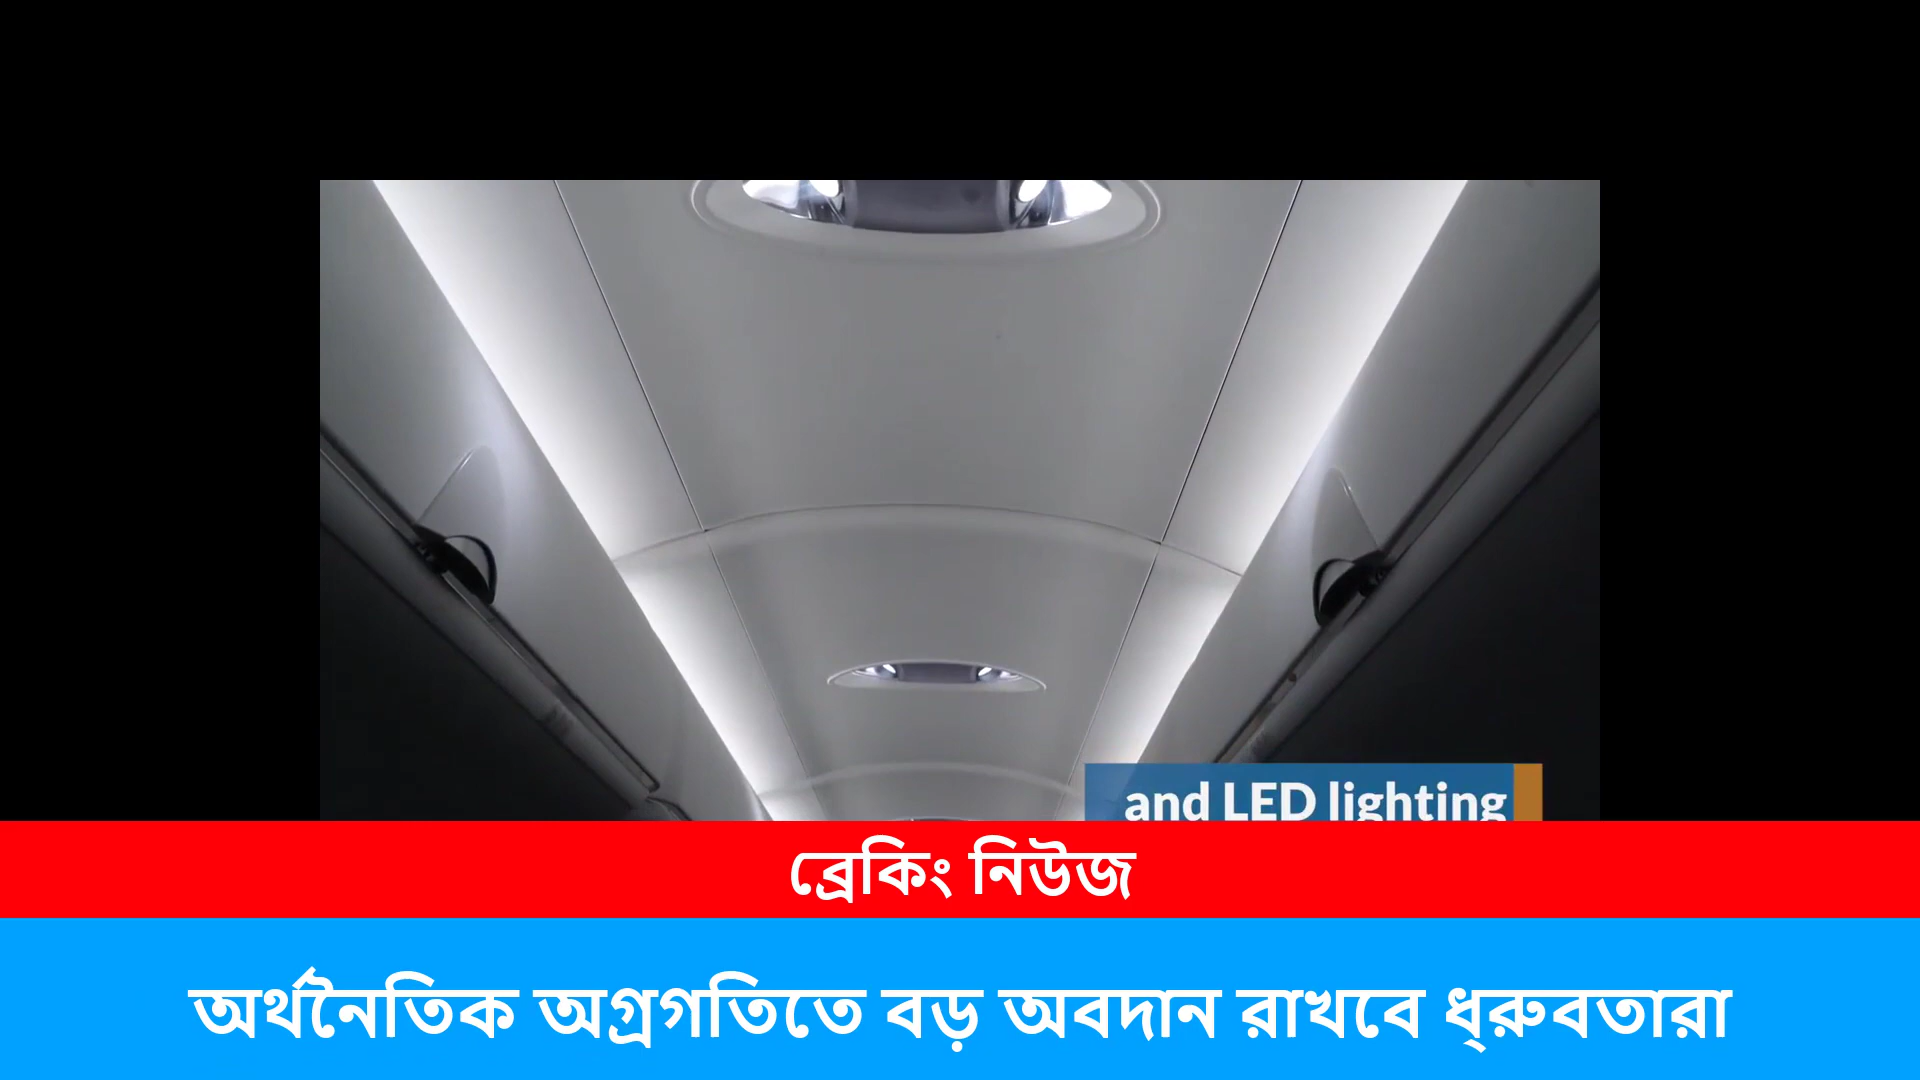 and LED lighting
ব্রেকিং নিউজ
অর্থনৈতিক অগ্রগতিতে বড় অবদান রাখবে ধ্রুবতারা